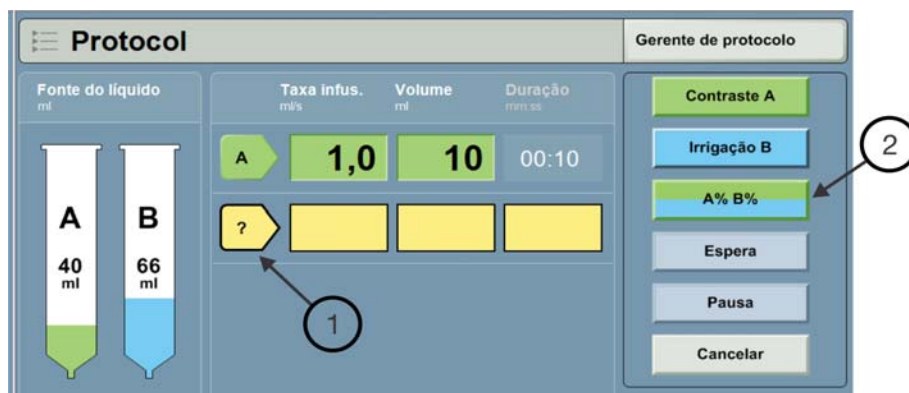 Protocol
Gerente de protocolo
Fonte do líquido
ml
A
40
ml
B
66
ml
Taxa infus.
ml/s
Volume
ml
Duração
mm:ss
A
1,0
10
00:10
?
1
Contraste A
Irrigação B
A% B%
Espera
Pausa
Cancelar
2